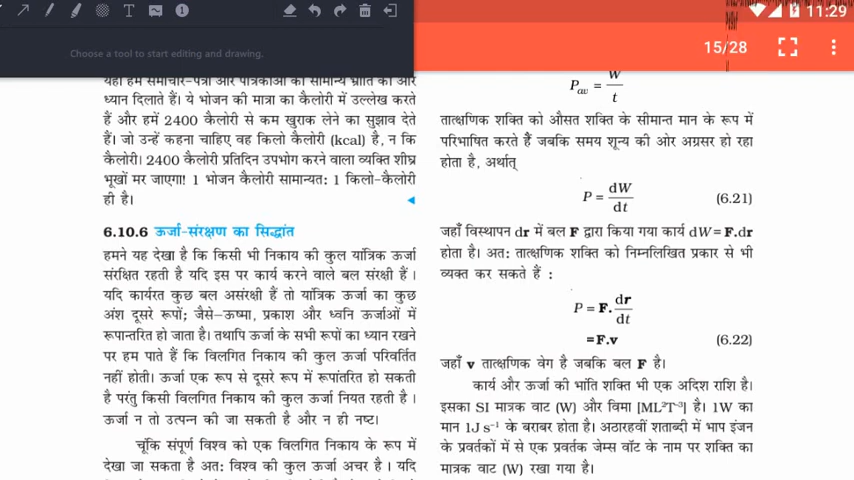 T
1
11:29
Choose a tool to start editing and drawing.
15/28
यहाँ हम समाचार-पत्रों और पत्रिकाओं की सामान्य भ्रांति की ओर
ध्यान दिलाते हैं। ये भोजन की मात्रा का कैलोरी में उल्लेख करते
हैं और हमें 2400 कैलोरी से कम खुराक लेने का सुझाव देते
हैं। जो उन्हें कहना चाहिए वह किलो कैलोरी (kcal) है, न कि
कैलोरी। 2400 कैलोरी प्रतिदिन उपभोग करने वाला व्यक्ति शीघ्र
भूखों मर जाएगा! 1 भोजन कैलोरी सामान्यत: 1 किलो-कैलोरी
ही है।
6.10.6 ऊर्जा-संरक्षण का सिद्धांत
हमने यह देखा है कि किसी भी निकाय की कुल यांत्रिक ऊर्जा
संरक्षित रहती है यदि इस पर कार्य करने वाले बल संरक्षी हैं ।
यदि कार्यरत कुछ बल असंरक्षी हैं तो यांत्रिक ऊर्जा का कुछ
अंश दूसरे रूपों; जैसे–ऊष्मा, प्रकाश और ध्वनि ऊर्जाओं में
रूपान्तरित हो जाता है। तथापि ऊर्जा के सभी रूपों का ध्यान रखने
पर हम पाते हैं कि विलगित निकाय की कुल ऊर्जा परिवर्तित
नहीं होती। ऊर्जा एक रूप से दूसरे रूप में रूपांतरित हो सकती
है परंतु किसी विलगित निकाय की कुल ऊर्जा नियत रहती है ।
ऊर्जा न तो उत्पन्न की जा सकती है और न ही नष्ट।
चूंकि संपूर्ण विश्व को एक विलगित निकाय के रूप में
देखा जा सकता है अत: विश्व की कुल ऊर्जा अचर है । यदि
P_av = W/t
तात्क्षणिक शक्ति को औसत शक्ति के सीमान्त मान के रूप में
परिभाषित करते हैं जबकि समय शून्य की ओर अग्रसर हो रहा
होता है, अर्थात्
P = dW/dt (6.21)
जहाँ विस्थापन dr में बल F द्वारा किया गया कार्य dW = F.dr
होता है। अत: तात्क्षणिक शक्ति को निम्नलिखित प्रकार से भी
व्यक्त कर सकते हैं :
P = F.dr/dt
=F.v (6.22)
जहाँ v तात्क्षणिक वेग है जबकि बल F है।
कार्य और ऊर्जा की भांति शक्ति भी एक अदिश राशि है।
इसका SI मात्रक वाट (W) और विमा [ML²T⁻³] है। 1W का
मान 1J s⁻¹ के बराबर होता है। अठारहवीं शताब्दी में भाप इंजन
के प्रवर्तकों में से एक प्रवर्तक जेम्स वॉट के नाम पर शक्ति का
मात्रक वाट (W) रखा गया है।